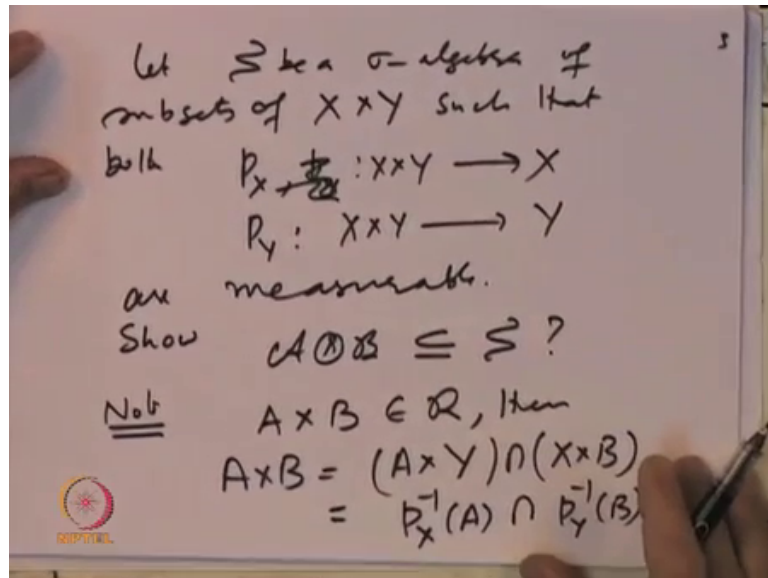 3
Let S be a σ-algebra of
subsets of X × Y such that
both P_X : X×Y ⟶ X
P_Y : X×Y ⟶ Y
are measurable.
Show A ⊗ B ⊆ S ?
Note A × B ∈ R, then
A×B = (A × Y) ∩ (X × B)
= P_X^{-1}(A) ∩ P_Y^{-1}(B)
NPTEL